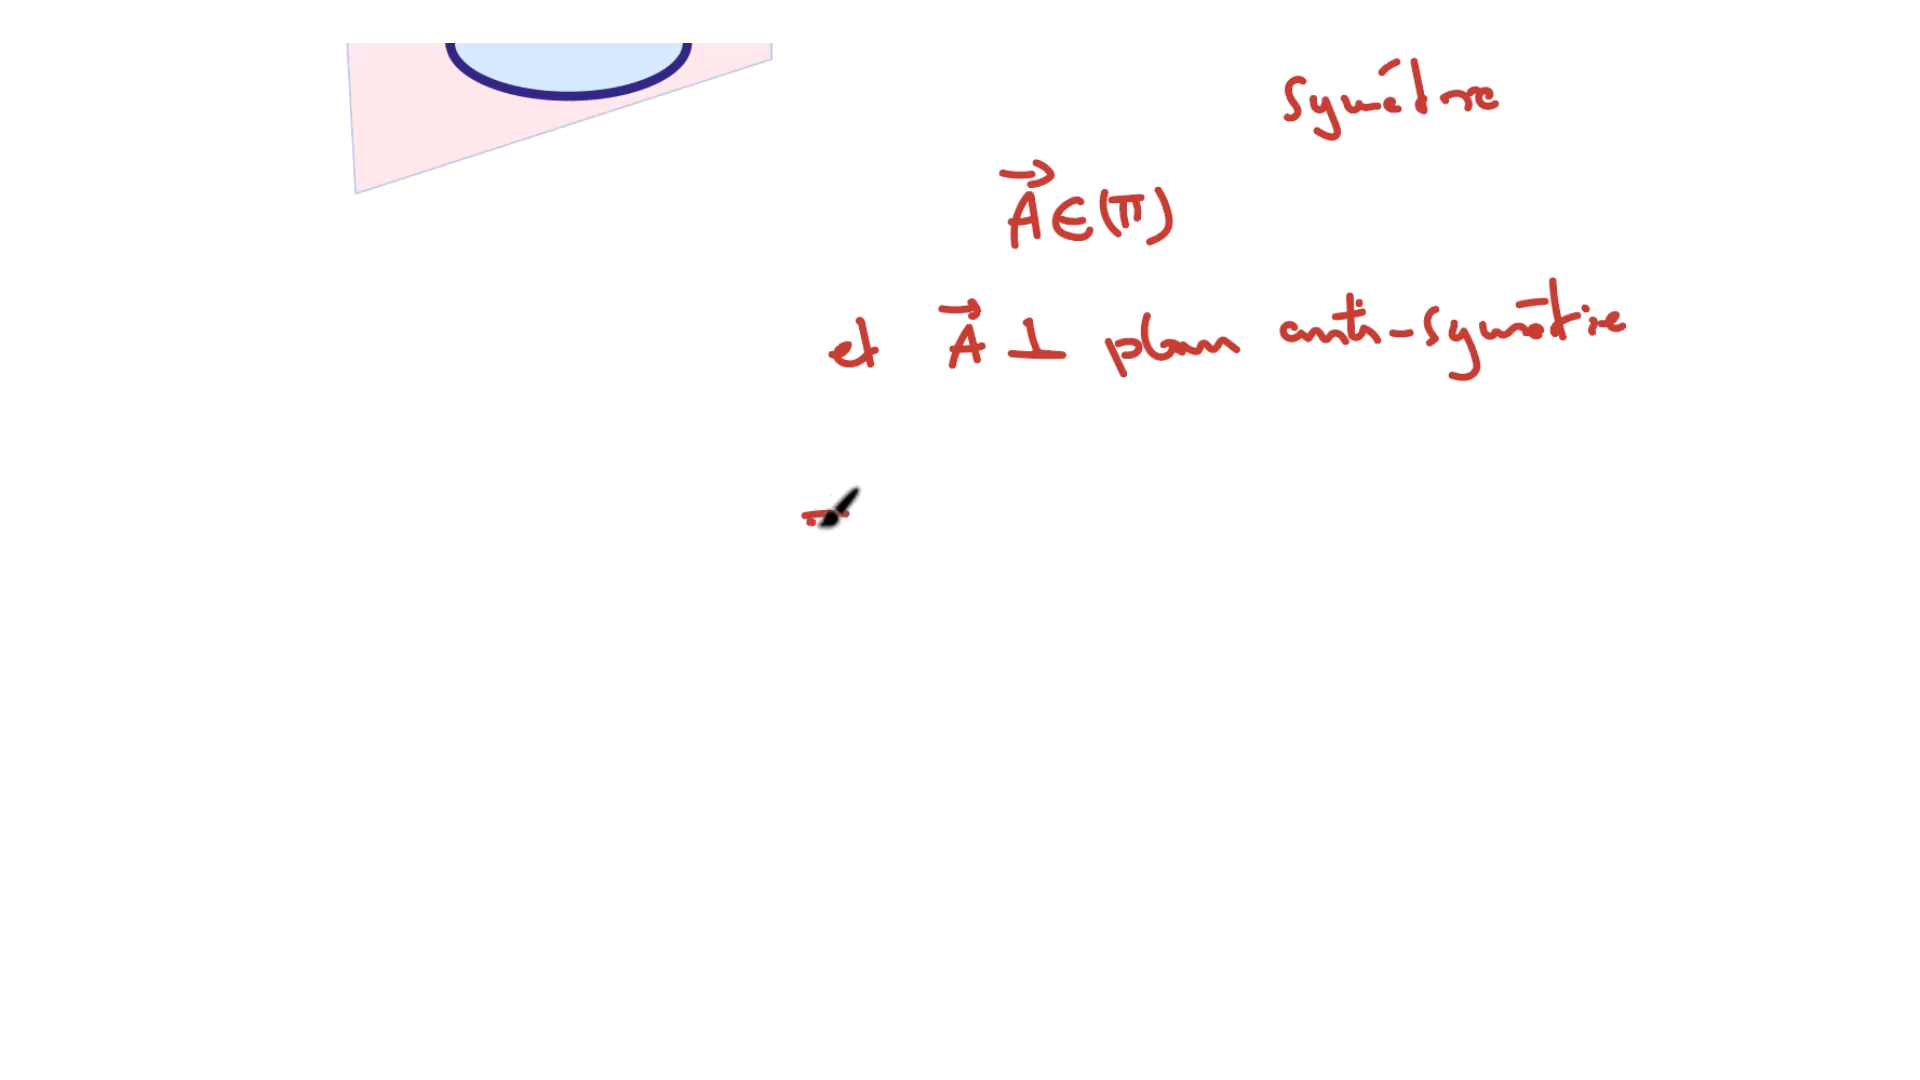 Symétrie
A⃗ ∈ (π)
et A⃗ ⊥ plan anti-symétrie